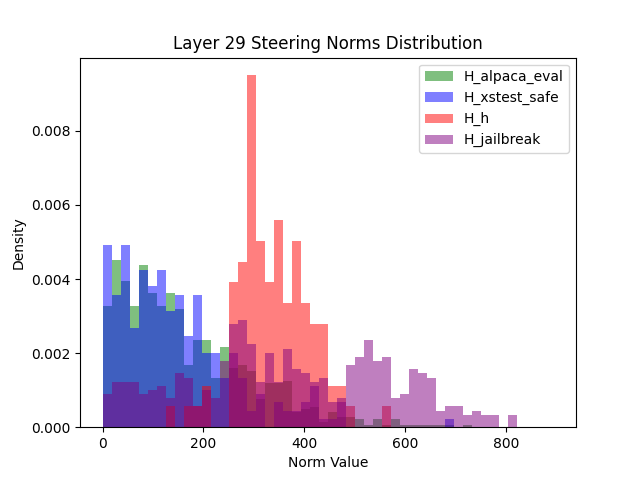 Layer 29 Steering Norms Distribution
H_alpaca_eval
H_xstest_safe
H_h
H_jailbreak
0.008
0.006
0.004
0.002
0.000
Density
0
200
400
600
800
Norm Value